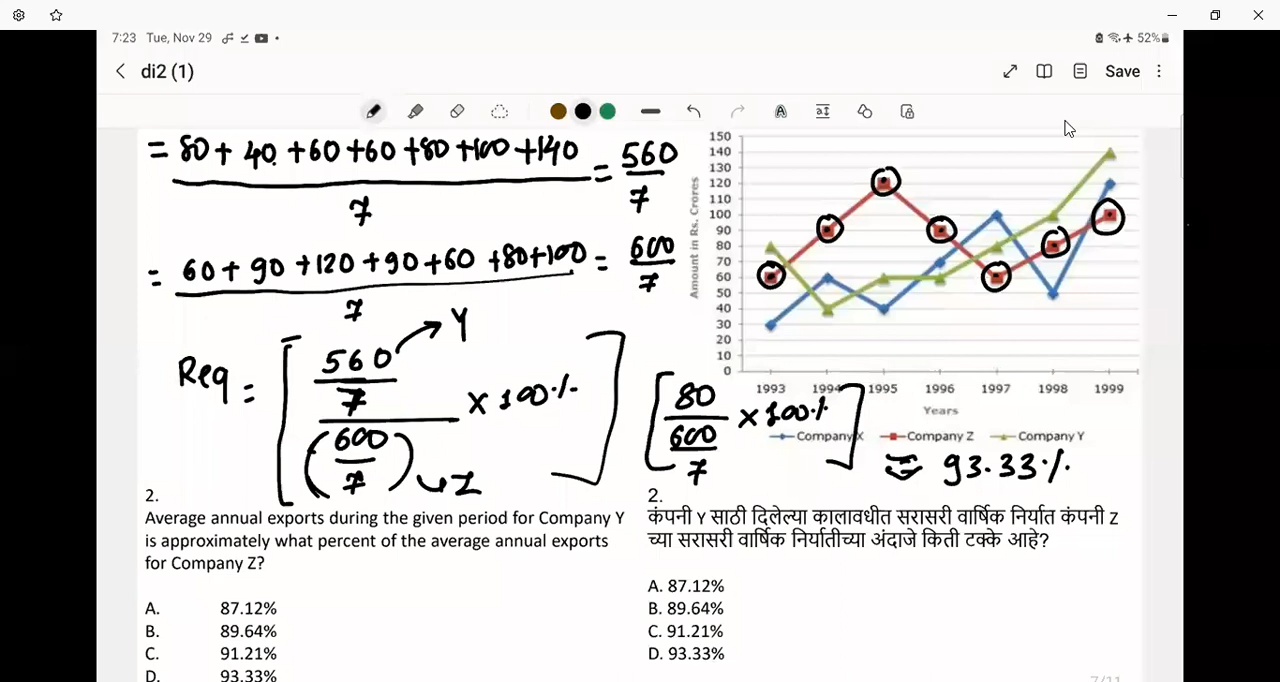 7:23 Tue, Nov 29
52%
di2 (1)
Save
= 80 + 40 + 60 + 60 + 80 + 100 + 140 = 560
7
7
= 60 + 90 + 120 + 90 + 60 + 80 + 100 = 600
7
7
Req = [ 560 → Y
7
× 100 % ]
(600
7) → Z
[ 80 × 100 % ]
600
7
= 93.33 %
Amount in Rs. Crores
150
140
130
120
110
100
90
80
70
60
50
40
30
20
10
0
1993 1994 1995 1996 1997 1998 1999
Years
Company X Company Z Company Y
2.
Average annual exports during the given period for Company Y
is approximately what percent of the average annual exports
for Company Z?
A. 87.12%
B. 89.64%
C. 91.21%
D. 93.33%
2.
कंपनी Y साठी दिलेल्या कालावधीत सरासरी वार्षिक निर्यात कंपनी Z
च्या सरासरी वार्षिक निर्यातीच्या अंदाजे किती टक्के आहे?
A. 87.12%
B. 89.64%
C. 91.21%
D. 93.33%
7/11